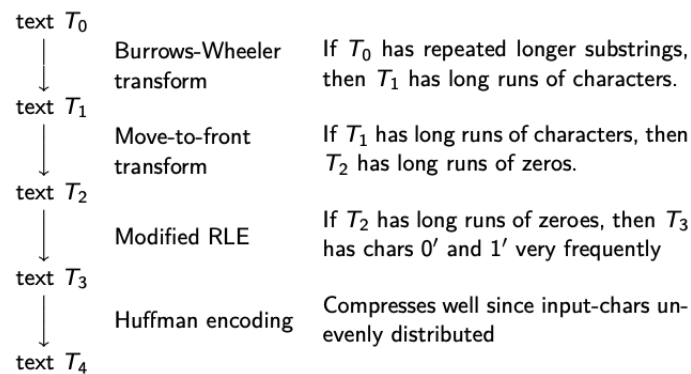 text T₀
Burrows-Wheeler
transform
If T₀ has repeated longer substrings,
then T₁ has long runs of characters.
text T₁
Move-to-front
transform
If T₁ has long runs of characters, then
T₂ has long runs of zeros.
text T₂
Modified RLE
If T₂ has long runs of zeroes, then T₃
has chars 0′ and 1′ very frequently
text T₃
Huffman encoding
Compresses well since input-chars un-
evenly distributed
text T₄